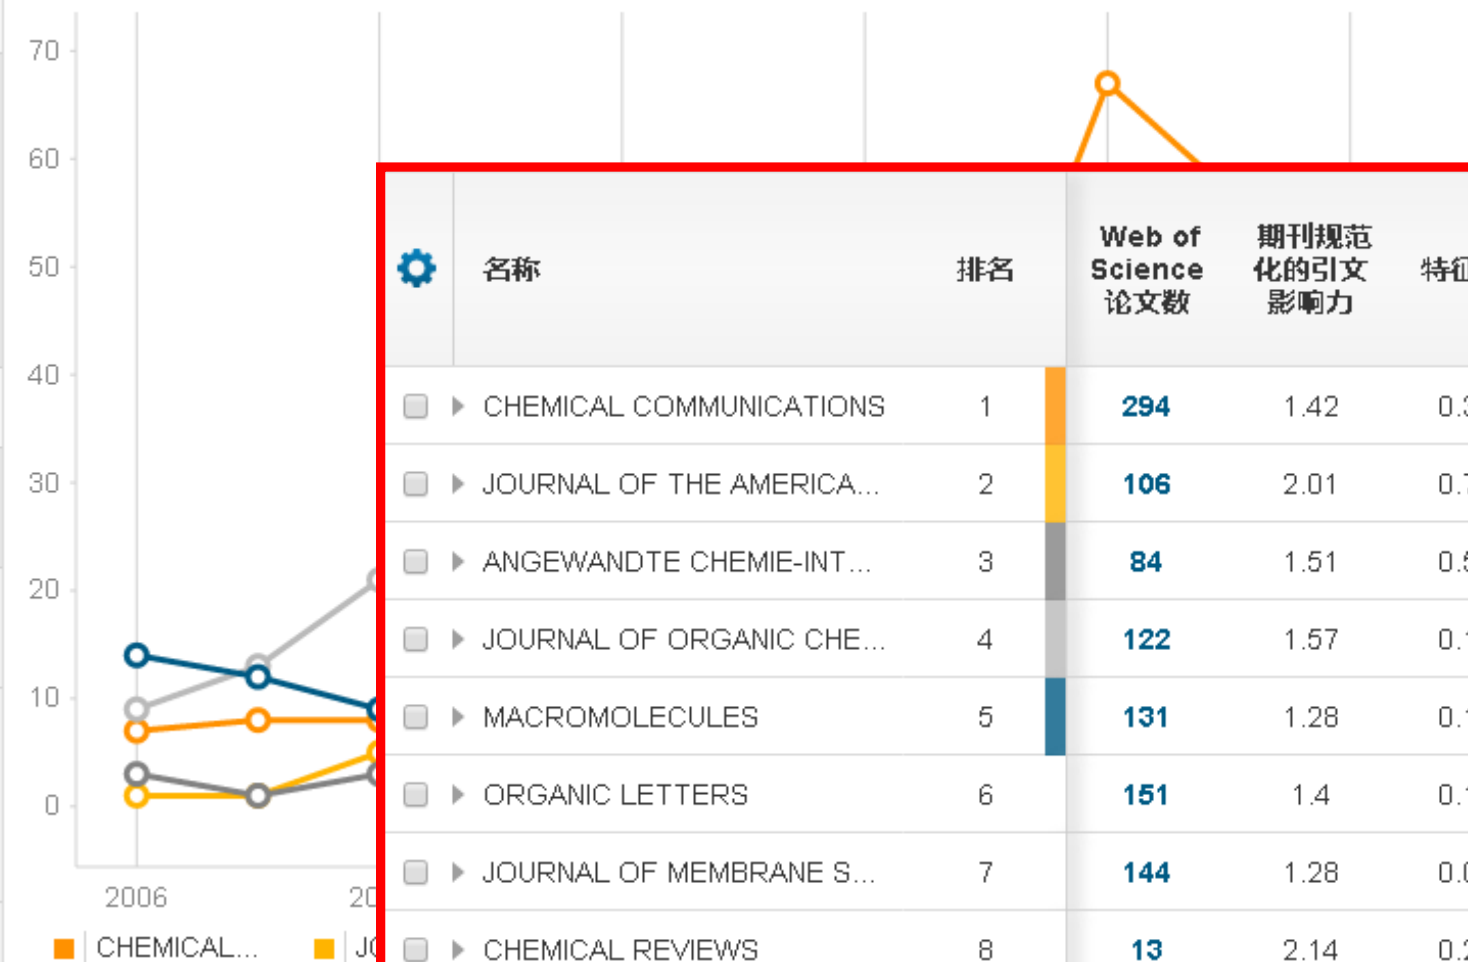 70
60
50
40
30
20
10
0
2006
CHEMICAL...
名称
排名
Web of
Science
论文数
期刊规范
化的引文
影响力
CHEMICAL COMMUNICATIONS 1 294 1.42
JOURNAL OF THE AMERICA... 2 106 2.01
ANGEWANDTE CHEMIE-INT... 3 84 1.51
JOURNAL OF ORGANIC CHE... 4 122 1.57
MACROMOLECULES 5 131 1.28
ORGANIC LETTERS 6 151 1.4
JOURNAL OF MEMBRANE S... 7 144 1.28
CHEMICAL REVIEWS 8 13 2.14